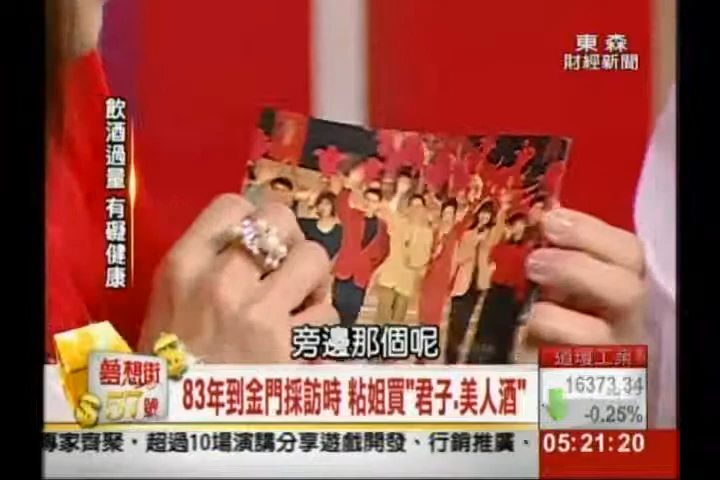 東森
財經新聞
飲酒過量 有礙健康
旁邊那個呢
夢想街
57號
83年到金門採訪時 粘姐買"君子.美人酒"
道瓊工業
16373.34
-0.25%
專家齊聚，超過10場演講分享遊戲開發、行銷推廣。
05:21:20